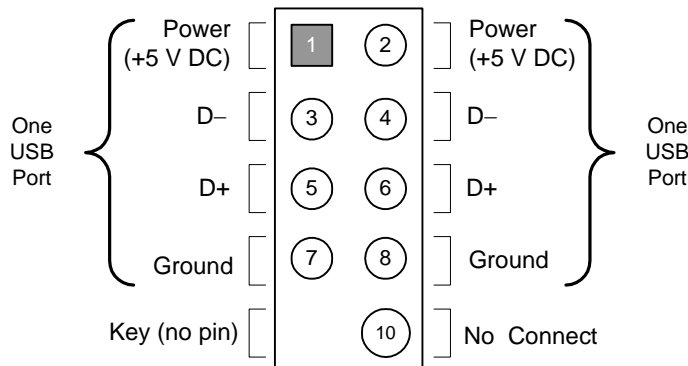 Power
(+5 V DC)
1
2
Power
(+5 V DC)
D−
3
4
D−
One
USB
Port
One
USB
Port
D+
5
6
D+
Ground
7
8
Ground
Key (no pin)
10
No Connect